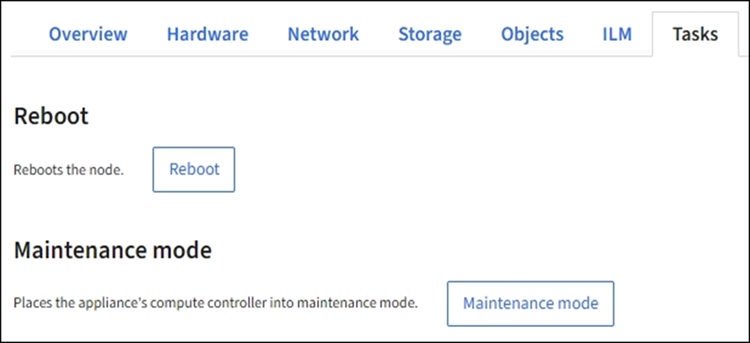 Overview Hardware Network Storage Objects ILM Tasks
Reboot
Reboots the node. Reboot
Maintenance mode
Places the appliance's compute controller into maintenance mode. Maintenance mode